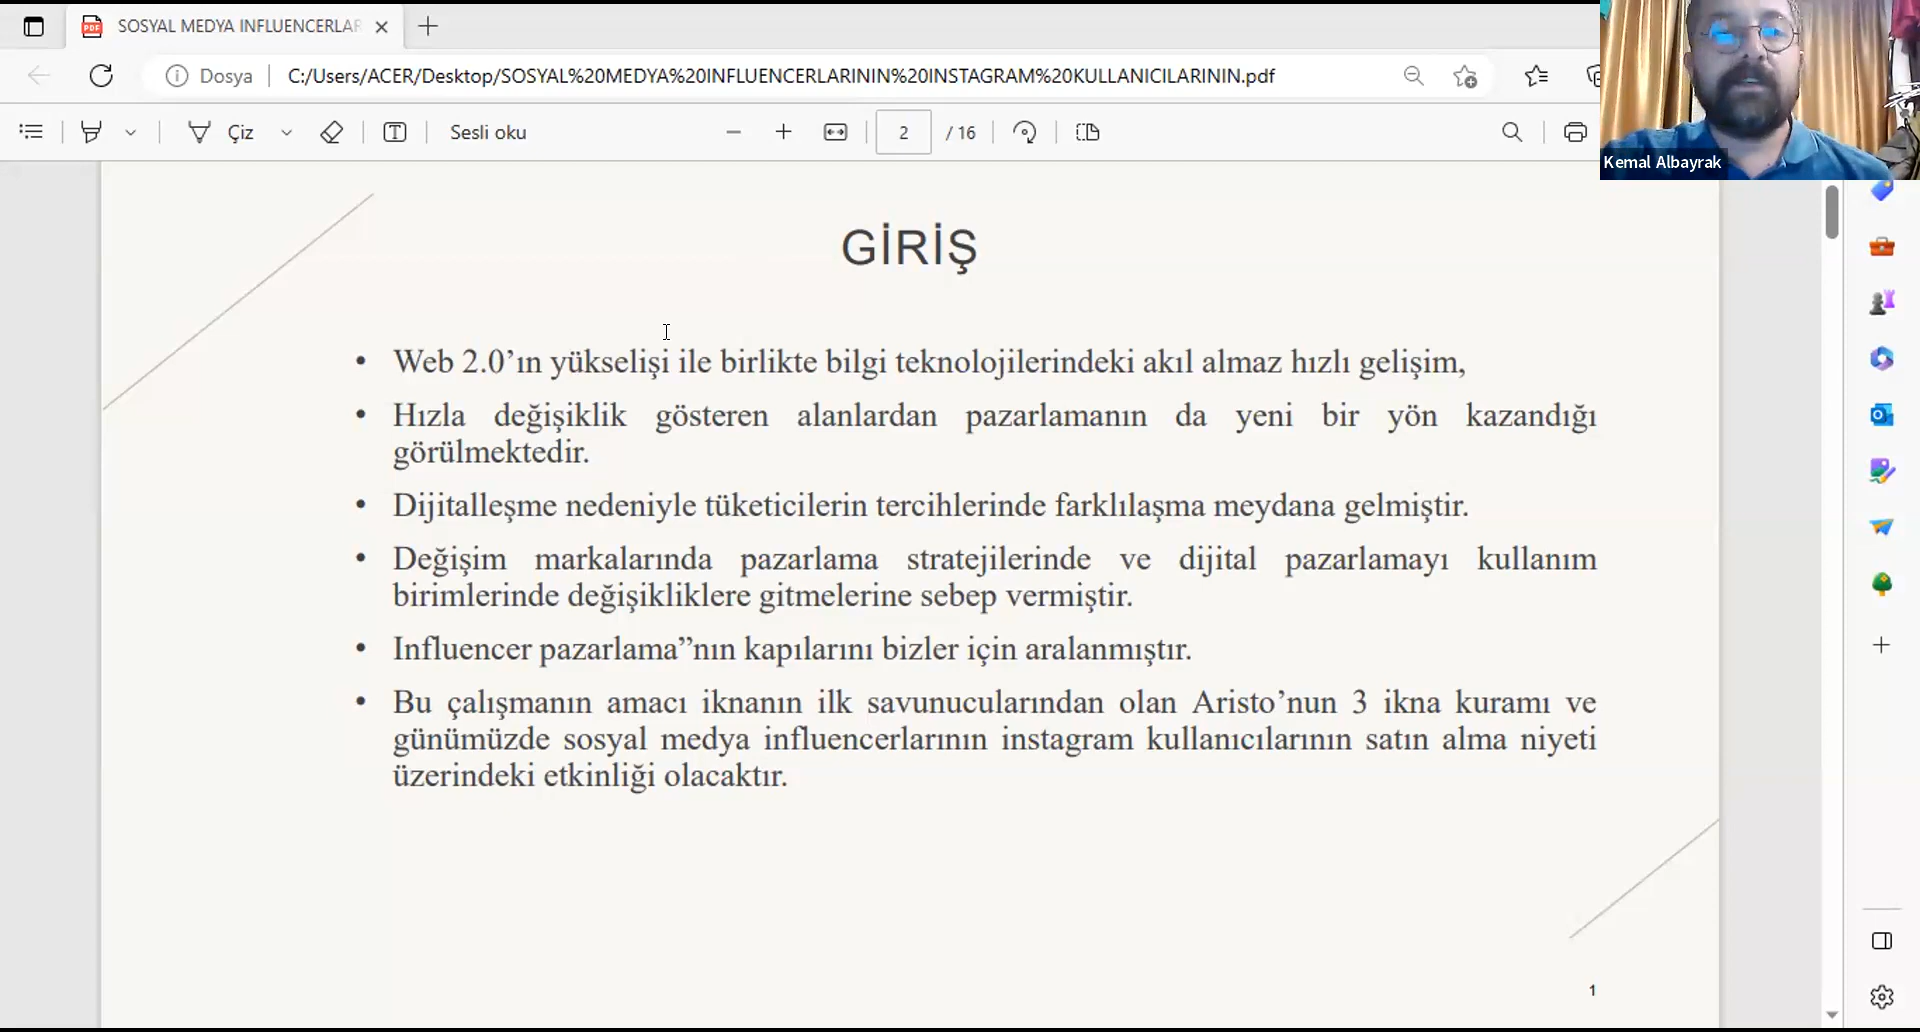 SOSYAL MEDYA INFLUENCERLAR
Dosya
C:/Users/ACER/Desktop/SOSYAL%20MEDYA%20INFLUENCERLARININ%20INSTAGRAM%20KULLANICILARININ.pdf
Çiz
Sesli oku
2 / 16
Kemal Albayrak
GİRİŞ
• Web 2.0’ın yükselişi ile birlikte bilgi teknolojilerindeki akıl almaz hızlı gelişim,
• Hızla değişiklik gösteren alanlardan pazarlamanın da yeni bir yön kazandığı
görülmektedir.
• Dijitalleşme nedeniyle tüketicilerin tercihlerinde farklılaşma meydana gelmiştir.
• Değişim markalarında pazarlama stratejilerinde ve dijital pazarlamayı kullanım
birimlerinde değişikliklere gitmelerine sebep vermiştir.
• Influencer pazarlama”nın kapılarını bizler için aralanmıştır.
• Bu çalışmanın amacı iknanın ilk savunucularından olan Aristo’nun 3 ikna kuramı ve
günümüzde sosyal medya influencerlarının instagram kullanıcılarının satın alma niyeti
üzerindeki etkinliği olacaktır.
1